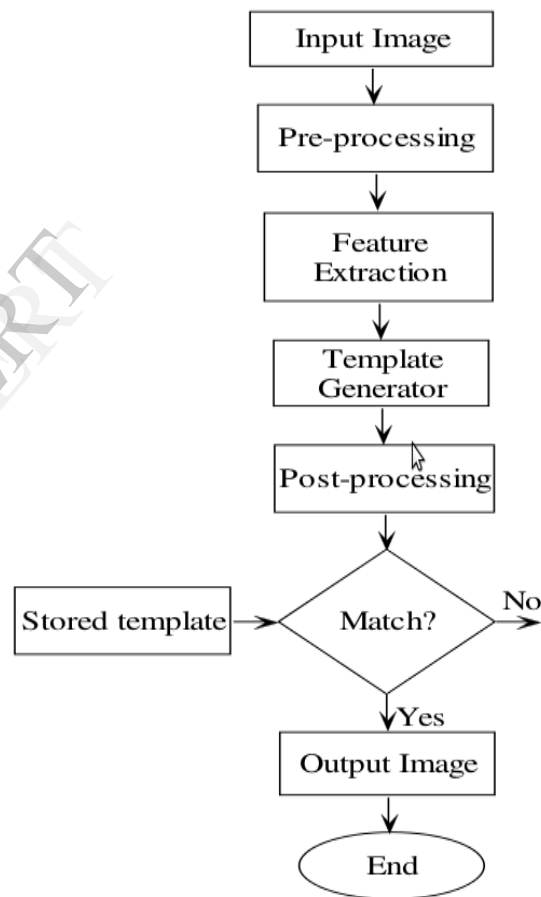 Input Image
Pre-processing
Feature
Extraction
Template
Generator
Post-processing
Stored template
Match?
No
Yes
Output Image
End